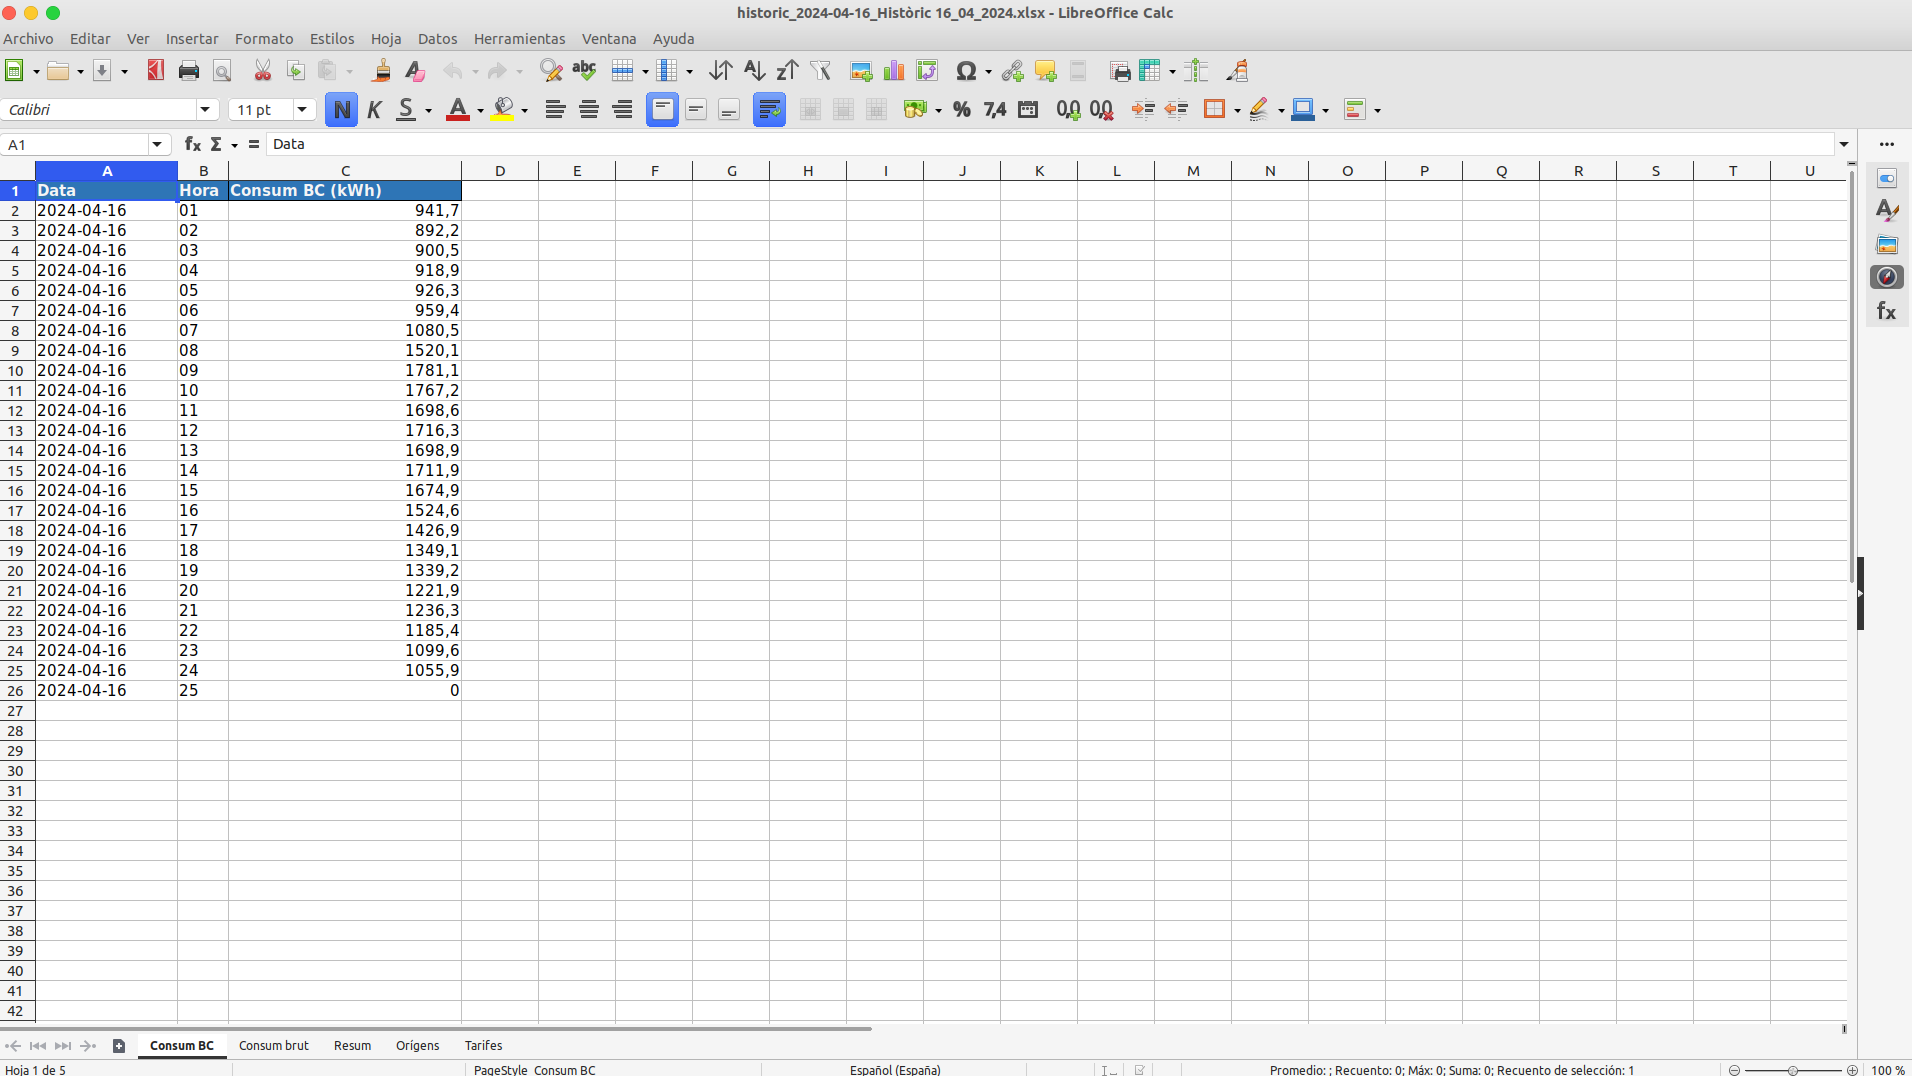 historic_2024-04-16_Històric 16_04_2024.xlsx - LibreOffice Calc
Archivo Editar Ver Insertar Formato Estilos Hoja Datos Herramientas Ventana Ayuda
Calibri 11 pt N K S A % 7,4
A1 fx Σ = Data
A B C D E F G H I J K L M N O P Q R S T U
1 Data Hora Consum BC (kWh)
2 2024-04-16 01 941,7
3 2024-04-16 02 892,2
4 2024-04-16 03 900,5
5 2024-04-16 04 918,9
6 2024-04-16 05 926,3
7 2024-04-16 06 959,4
8 2024-04-16 07 1080,5
9 2024-04-16 08 1520,1
10 2024-04-16 09 1781,1
11 2024-04-16 10 1767,2
12 2024-04-16 11 1698,6
13 2024-04-16 12 1716,3
14 2024-04-16 13 1698,9
15 2024-04-16 14 1711,9
16 2024-04-16 15 1674,9
17 2024-04-16 16 1524,6
18 2024-04-16 17 1426,9
19 2024-04-16 18 1349,1
20 2024-04-16 19 1339,2
21 2024-04-16 20 1221,9
22 2024-04-16 21 1236,3
23 2024-04-16 22 1185,4
24 2024-04-16 23 1099,6
25 2024-04-16 24 1055,9
26 2024-04-16 25 0
27
28
29
30
31
32
33
34
35
36
37
38
39
40
41
42
Consum BC Consum brut Resum Orígens Tarifes
Hoja 1 de 5 PageStyle_Consum BC Español (España) Promedio: ; Recuento: 0; Máx: 0; Suma: 0; Recuento de selección: 1 100 %